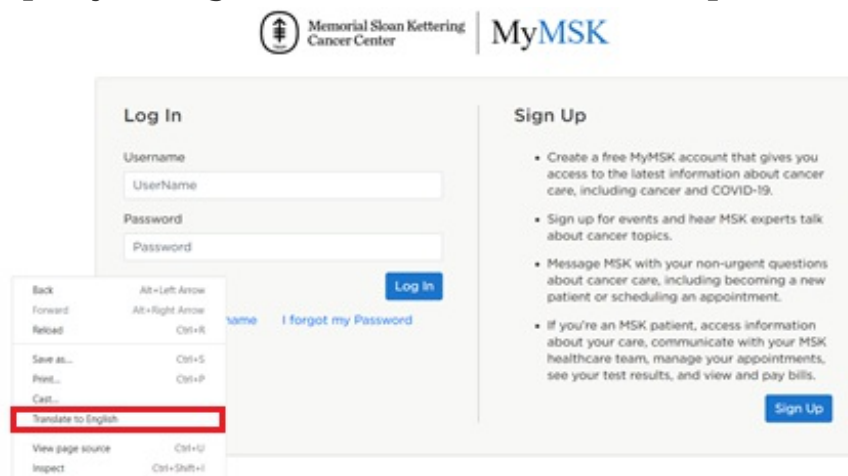 Memorial Sloan Kettering
Cancer Center
MyMSK
Log In
Username
UserName
Password
Password
Log In
name I forgot my Password
Sign Up
• Create a free MyMSK account that gives you
access to the latest information about cancer
care, including cancer and COVID-19.
• Sign up for events and hear MSK experts talk
about cancer topics.
• Message MSK with your non-urgent questions
about cancer care, including becoming a new
patient or scheduling an appointment.
• If you're an MSK patient, access information
about your care, communicate with your MSK
healthcare team, manage your appointments,
see your test results, and view and pay bills.
Sign Up
Back Alt+Left Arrow
Forward Alt+Right Arrow
Reload Ctrl+R
Save as... Ctrl+S
Print... Ctrl+P
Cast...
Translate to English
View page source Ctrl+U
Inspect Ctrl+Shift+I